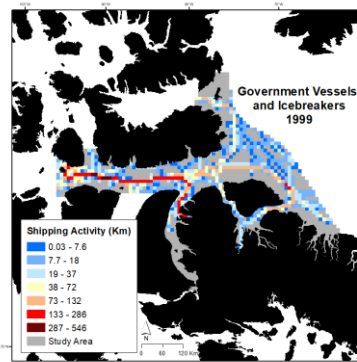 Government Vessels
and Icebreakers
1999
Shipping Activity (Km)
0.03 - 7.6
7.7 - 18
19 - 37
38 - 72
73 - 132
133 - 286
287 - 546
Study Area
N
0 60 120 Km